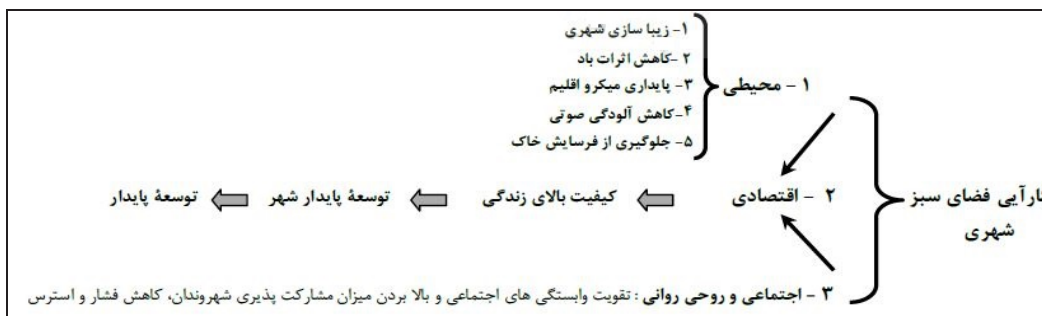 کارآیی فضای سبز
شهری
۱ - محیطی
۱- زیبا سازی شهری
۲ -کاهش اثرات باد
۳- پایداری میکرو اقلیم
۴-کاهش آلودگی صوتی
۵- جلوگیری از فرسایش خاک
۲ - اقتصادی
کیفیت بالای زندگی
توسعهٔ پایدار شهر
توسعهٔ پایدار
۳ - اجتماعی و روحی روانی : تقویت وابستگی های اجتماعی و بالا بردن میزان مشارکت پذیری شهروندان، کاهش فشار و استرس